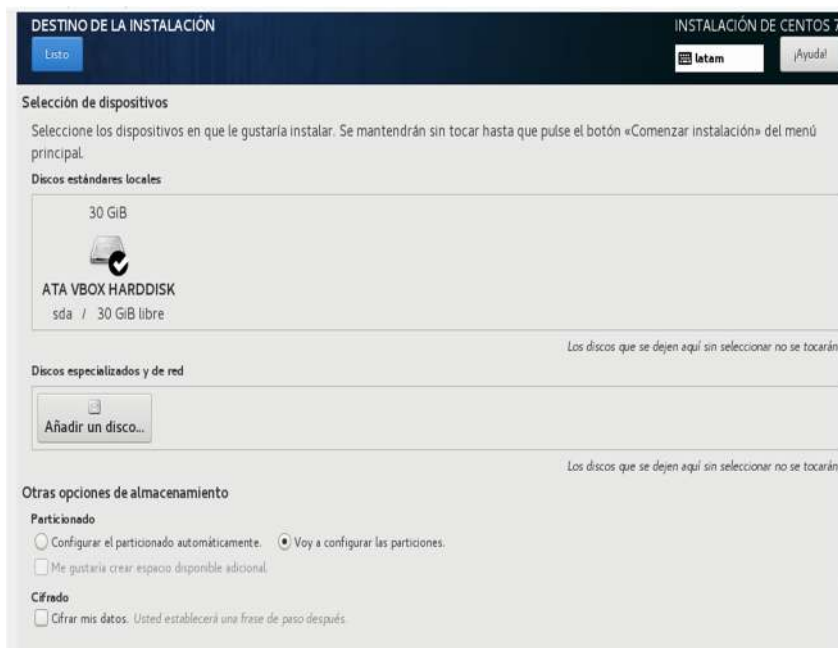 DESTINO DE LA INSTALACIÓN
INSTALACIÓN DE CENTOS 7
Listo
latam
¡Ayuda!
Selección de dispositivos
Seleccione los dispositivos en que le gustaría instalar. Se mantendrán sin tocar hasta que pulse el botón «Comenzar instalación» del menú
principal.
Discos estándares locales
30 GiB
ATA VBOX HARDDISK
sda / 30 GiB libre
Los discos que se dejen aquí sin seleccionar no se tocarán
Discos especializados y de red
Añadir un disco...
Los discos que se dejen aquí sin seleccionar no se tocarán
Otras opciones de almacenamiento
Particionado
Configurar el particionado automáticamente. Voy a configurar las particiones.
Me gustaría crear espacio disponible adicional.
Cifrado
Cifrar mis datos. Usted establecerá una frase de paso después.